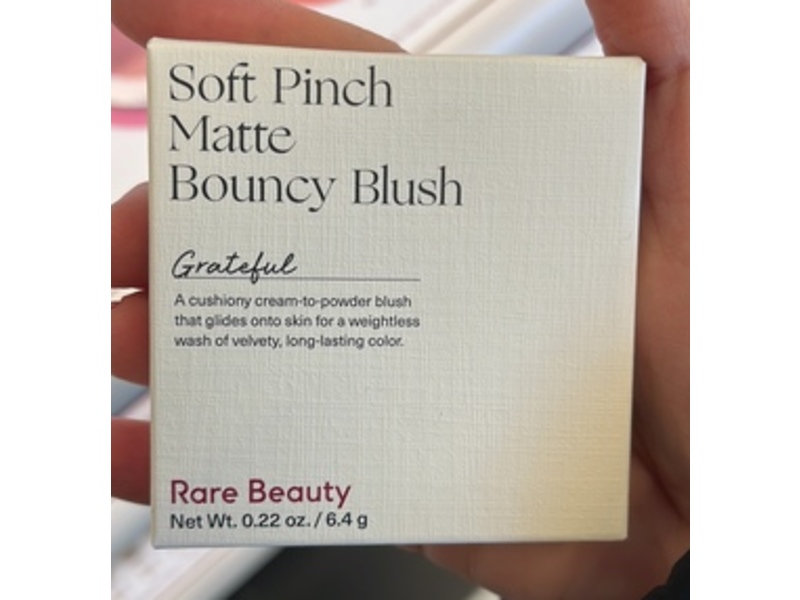 Soft Pinch
Matte
Bouncy Blush
Grateful
A cushiony cream-to-powder blush
that glides onto skin for a weightless
wash of velvety, long-lasting color.
Rare Beauty
Net Wt. 0.22 oz. / 6.4 g